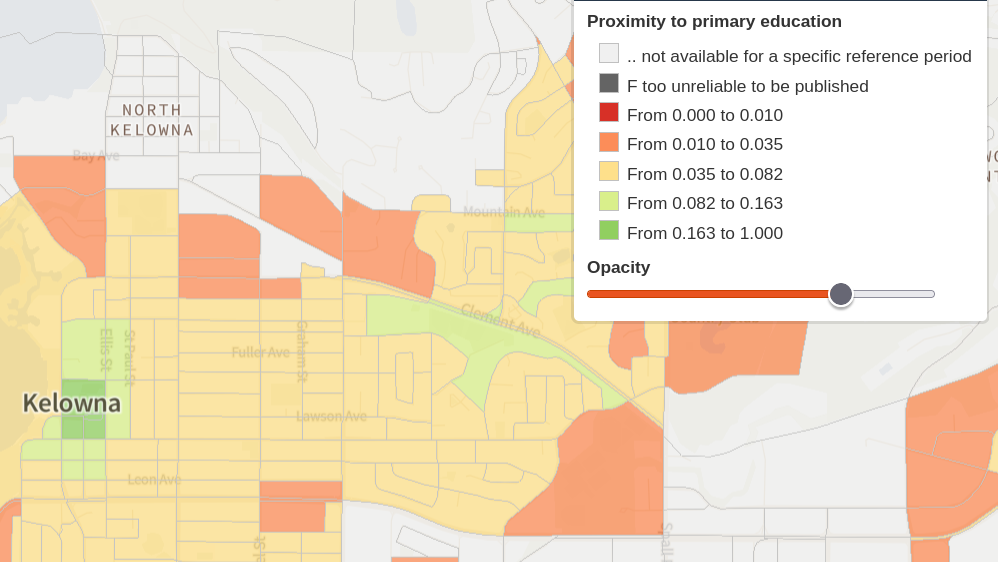 Proximity to primary education
.. not available for a specific reference period
F too unreliable to be published
From 0.000 to 0.010
From 0.010 to 0.035
From 0.035 to 0.082
From 0.082 to 0.163
From 0.163 to 1.000
Opacity
NORTH
KELOWNA
Bay Ave
Mountain Ave
Clement Ave
Ellis St
St Paul St
Graham St
Fuller Ave
Kelowna
Lawson Ave
Leon Ave